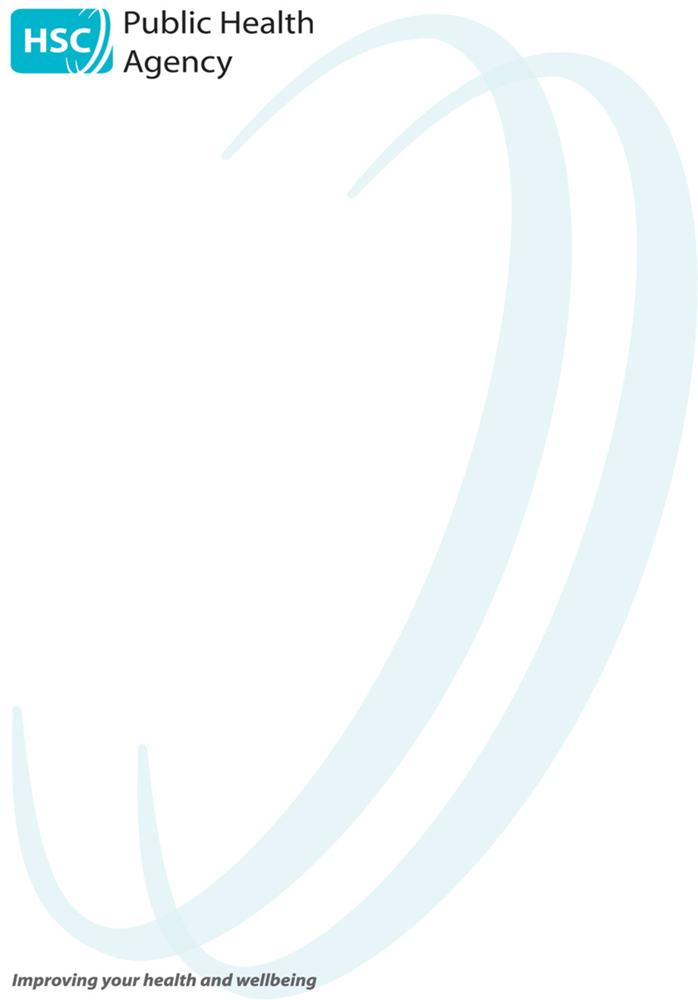 HSC
Public Health
Agency
Improving your health and wellbeing